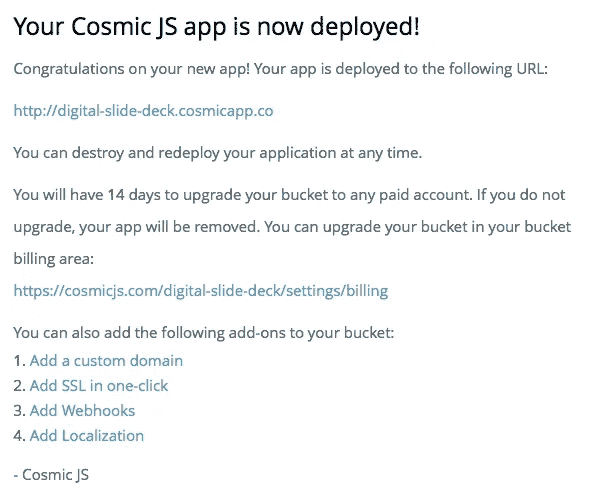 Your Cosmic JS app is now deployed!
Congratulations on your new app! Your app is deployed to the following URL:
http://digital-slide-deck.cosmicapp.co
You can destroy and redeploy your application at any time.
You will have 14 days to upgrade your bucket to any paid account. If you do not
upgrade, your app will be removed. You can upgrade your bucket in your bucket
billing area:
https://cosmicjs.com/digital-slide-deck/settings/billing
You can also add the following add-ons to your bucket:
1. Add a custom domain
2. Add SSL in one-click
3. Add Webhooks
4. Add Localization
- Cosmic JS